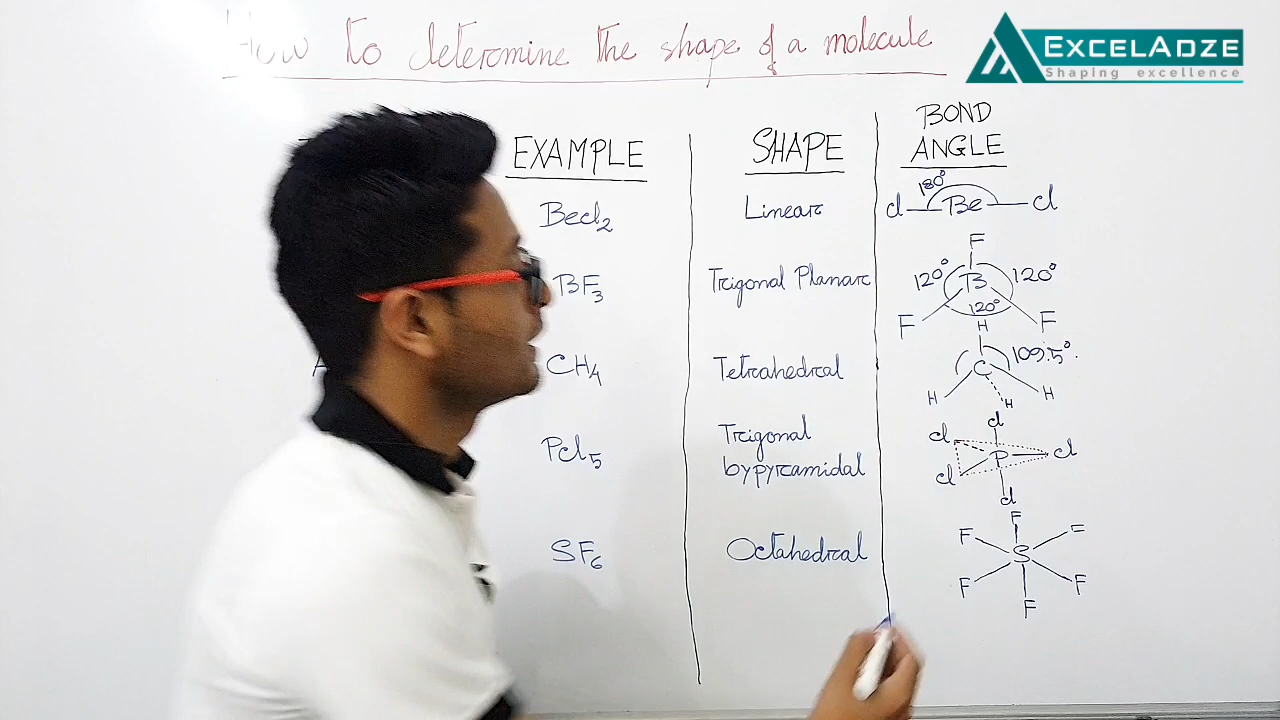 How to determine the shape of a molecule
EXCELADZE
Shaping excellence
EXAMPLE
SHAPE
BOND
ANGLE
Becl2
Linear
180°
cl Be cl
BF3
Trigonal Planar
F
120° B 120°
120°
F F
A
CH4
Tetrahedral
H
C 109.5°.
H H H
Pcl5
Trigonal
bypyramidal
cl
cl
P cl
cl
cl
SF6
Octahedral
F
F F
S
F F
F